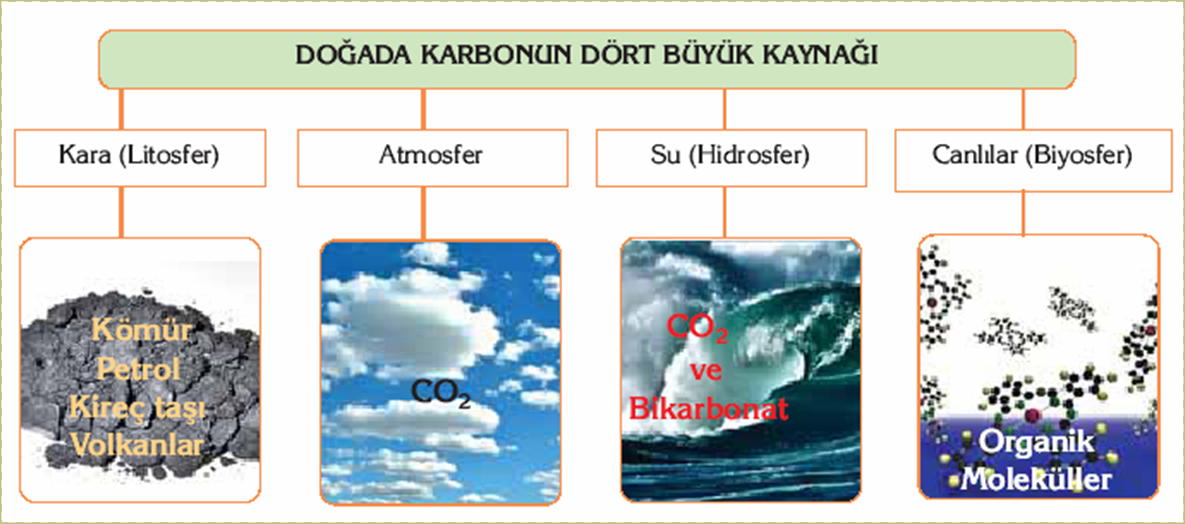 DOĞADA KARBONUN DÖRT BÜYÜK KAYNAĞI
Kara (Litosfer)
Atmosfer
Su (Hidrosfer)
Canlılar (Biyosfer)
Kömür
Petrol
Kireç taşı
Volkanlar
CO₂
CO₂
ve
Bikarbonat
Organik
Moleküller